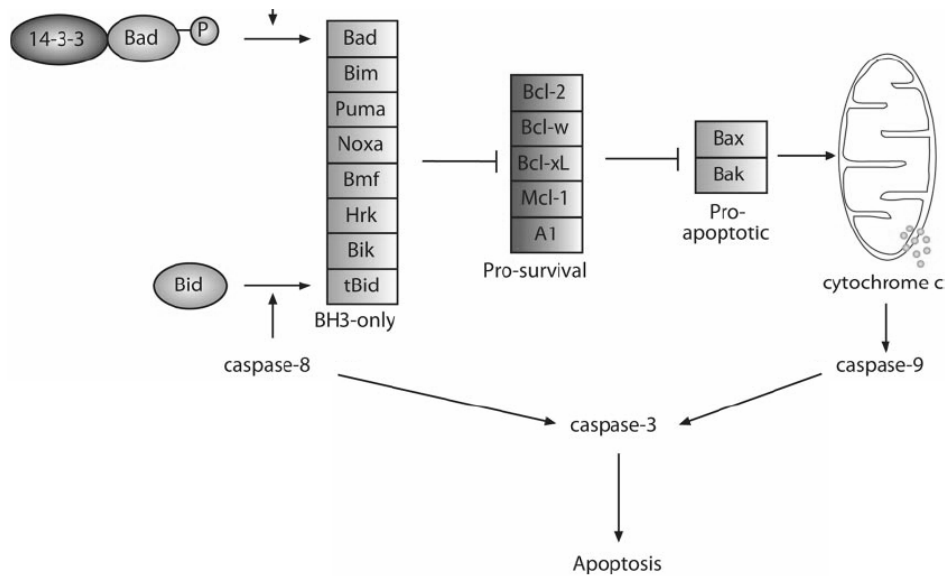 14-3-3
Bad
P
Bad
Bim
Puma
Noxa
Bmf
Hrk
Bik
tBid
BH3-only
Bid
caspase-8
Bcl-2
Bcl-w
Bcl-xL
Mcl-1
A1
Pro-survival
Bax
Bak
Pro-
apoptotic
cytochrome c
caspase-9
caspase-3
Apoptosis